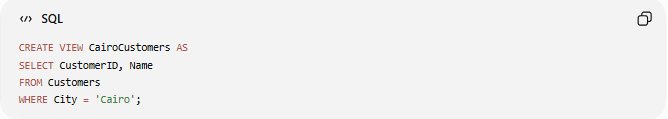 SQL
CREATE VIEW CairoCustomers AS
SELECT CustomerID, Name
FROM Customers
WHERE City = 'Cairo';